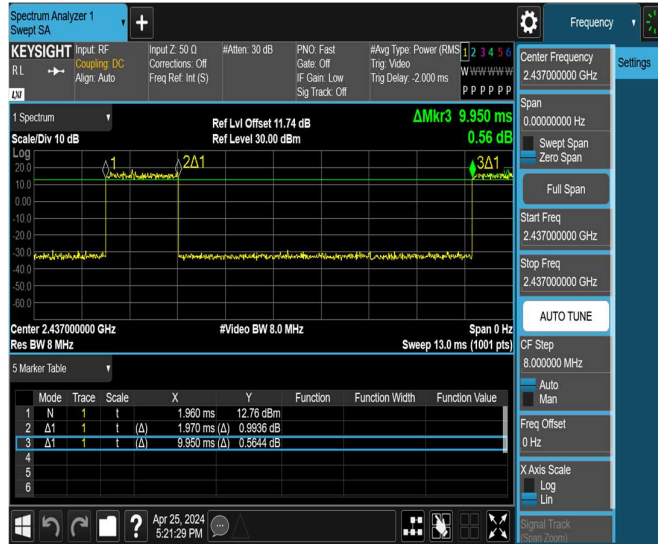 Spectrum Analyzer 1
Swept SA
+
Frequency
KEYSIGHT
RL
LXI
Input: RF
Coupling: DC
Align: Auto
Input Z: 50 Ω
Corrections: Off
Freq Ref: Int (S)
#Atten: 30 dB
PNO: Fast
Gate: Off
IF Gain: Low
Sig Track: Off
#Avg Type: Power (RMS
Trig: Video
Trig Delay: -2.000 ms
1 2 3 4 5 6
W W W W W W
P P P P P P
1 Spectrum
Scale/Div 10 dB
Ref Lvl Offset 11.74 dB
Ref Level 30.00 dBm
ΔMkr3 9.950 ms
0.56 dB
Log
20.0
10.0
0.00
-10.0
-20.0
-30.0
-40.0
-50.0
-60.0
1
2Δ1
3Δ1
Center 2.437000000 GHz
#Video BW 8.0 MHz
Span 0 Hz
Res BW 8 MHz
Sweep 13.0 ms (1001 pts)
5 Marker Table
Mode Trace Scale X Y Function Function Width Function Value
1 N 1 t 1.960 ms 12.76 dBm
2 Δ1 1 t (Δ) 1.970 ms (Δ) 0.9936 dB
3 Δ1 1 t (Δ) 9.950 ms (Δ) 0.5644 dB
4
5
6
?
Apr 25, 2024
5:21:29 PM
Center Frequency
2.437000000 GHz
Settings
Span
0.00000000 Hz
Swept Span
Zero Span
Full Span
Start Freq
2.437000000 GHz
Stop Freq
2.437000000 GHz
AUTO TUNE
CF Step
8.000000 MHz
Auto
Man
Freq Offset
0 Hz
X Axis Scale
Log
Lin
Signal Track
(Span Zoom)